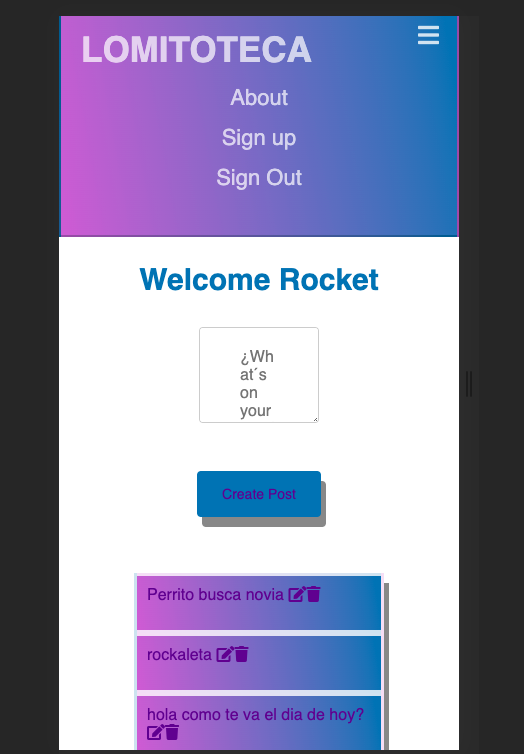 LOMITOTECA
About
Sign up
Sign Out
Welcome Rocket
¿Wh
at´s
on
your
Create Post
Perrito busca novia
rockaleta
hola como te va el dia de hoy?